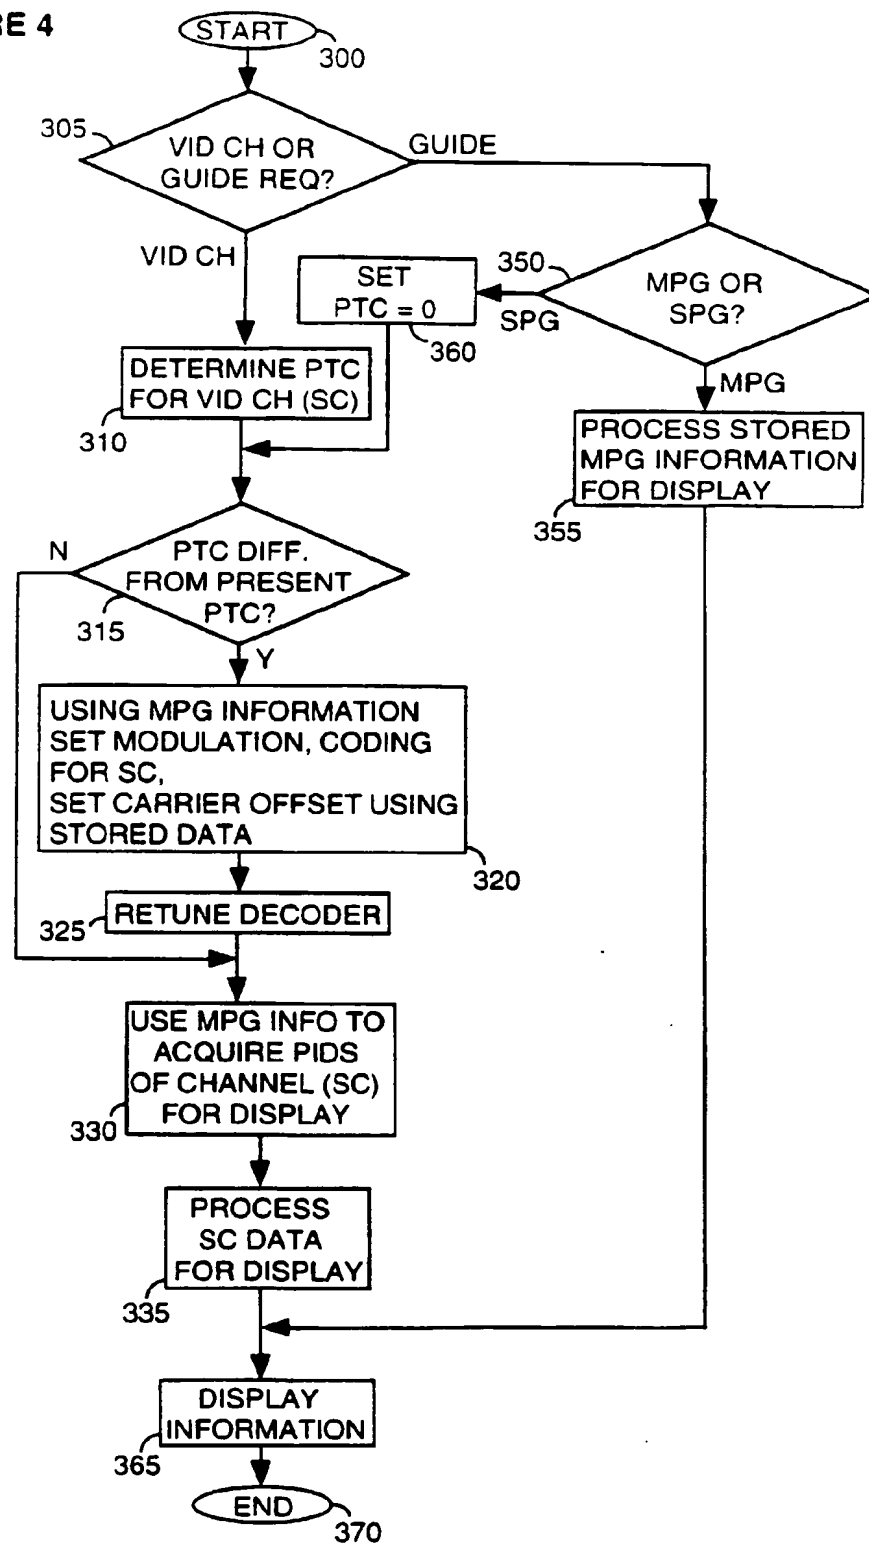 RE 4
START
300
305
VID CH OR
GUIDE REQ?
GUIDE
VID CH
350
MPG OR
SPG?
SPG
MPG
SET
PTC = 0
360
DETERMINE PTC
FOR VID CH (SC)
310
PROCESS STORED
MPG INFORMATION
FOR DISPLAY
355
N
PTC DIFF.
FROM PRESENT
PTC?
315
Y
USING MPG INFORMATION
SET MODULATION, CODING
FOR SC,
SET CARRIER OFFSET USING
STORED DATA
320
RETUNE DECODER
325
USE MPG INFO TO
ACQUIRE PIDS
OF CHANNEL (SC)
FOR DISPLAY
330
PROCESS
SC DATA
FOR DISPLAY
335
DISPLAY
INFORMATION
365
END
370